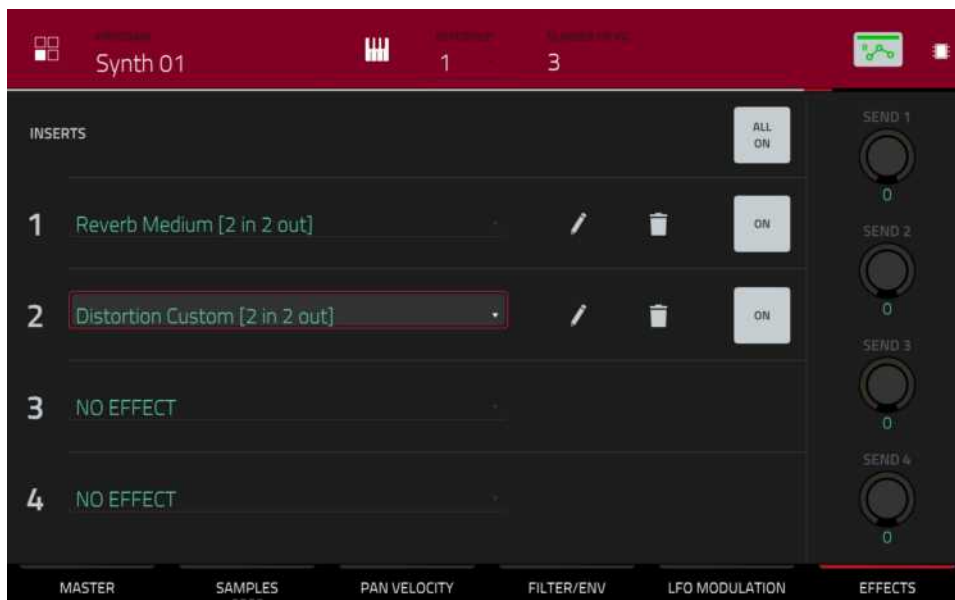 Synth 01
1
3
INSERTS
ALL
ON
SEND 1
0
1
Reverb Medium [2 in 2 out]
ON
SEND 2
0
2
Distortion Custom [2 in 2 out]
ON
SEND 3
0
3
NO EFFECT
SEND 4
0
4
NO EFFECT
MASTER
SAMPLES
PAN VELOCITY
FILTER/ENV
LFO MODULATION
EFFECTS